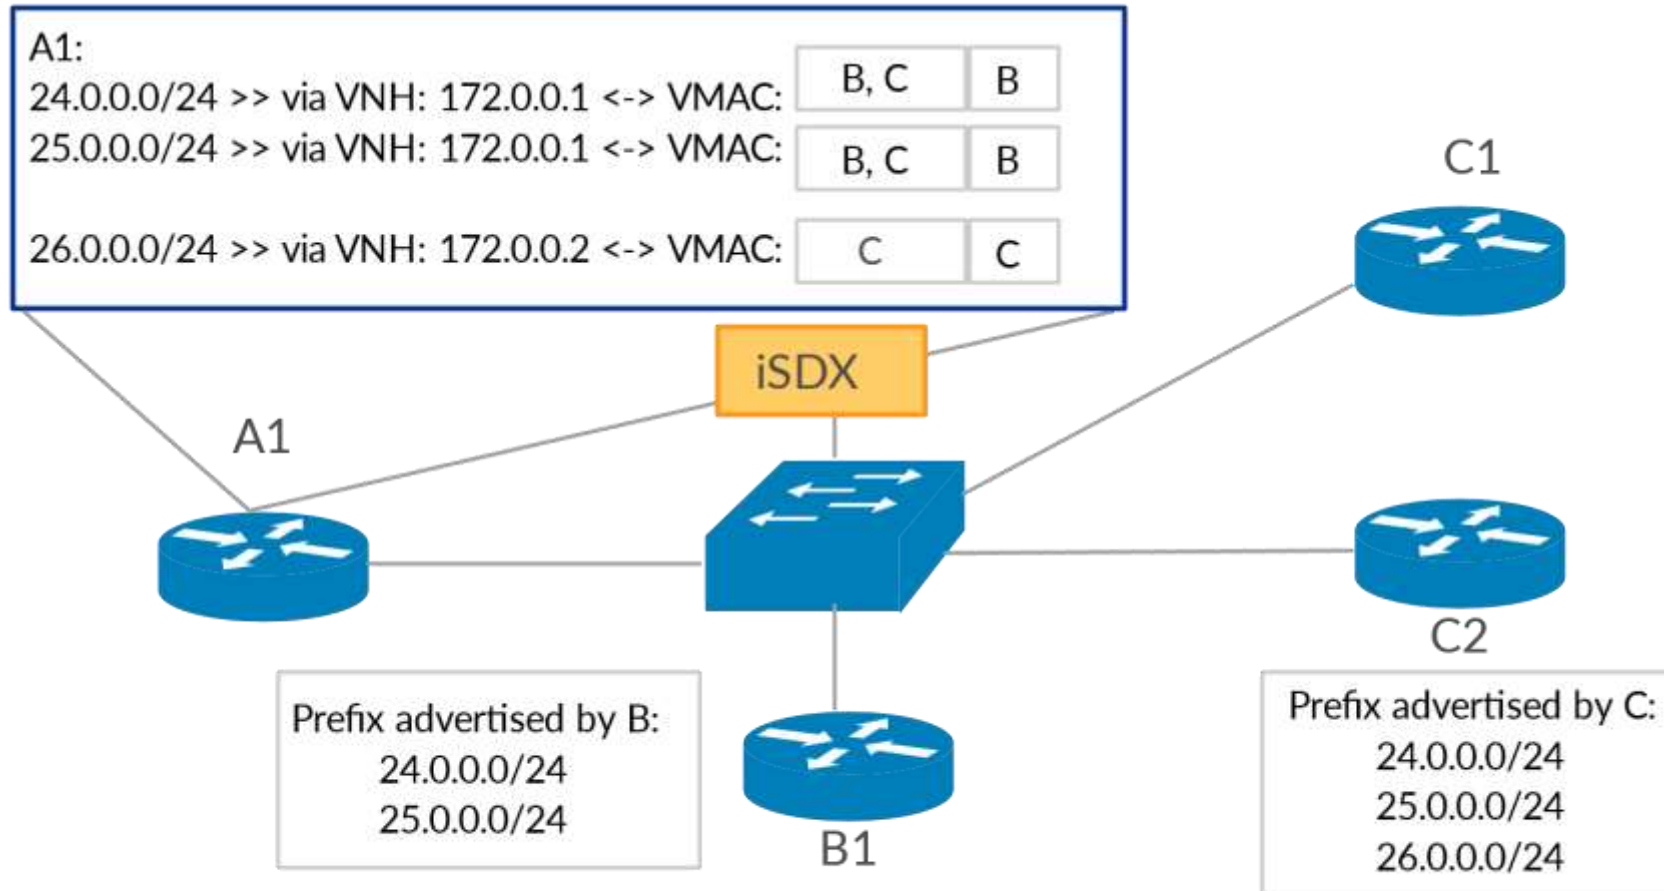 A1:
24.0.0.0/24 >> via VNH: 172.0.0.1 <-> VMAC: B, C B
25.0.0.0/24 >> via VNH: 172.0.0.1 <-> VMAC: B, C B
26.0.0.0/24 >> via VNH: 172.0.0.2 <-> VMAC: C C
C1
iSDX
A1
C2
Prefix advertised by B:
24.0.0.0/24
25.0.0.0/24
B1
Prefix advertised by C:
24.0.0.0/24
25.0.0.0/24
26.0.0.0/24